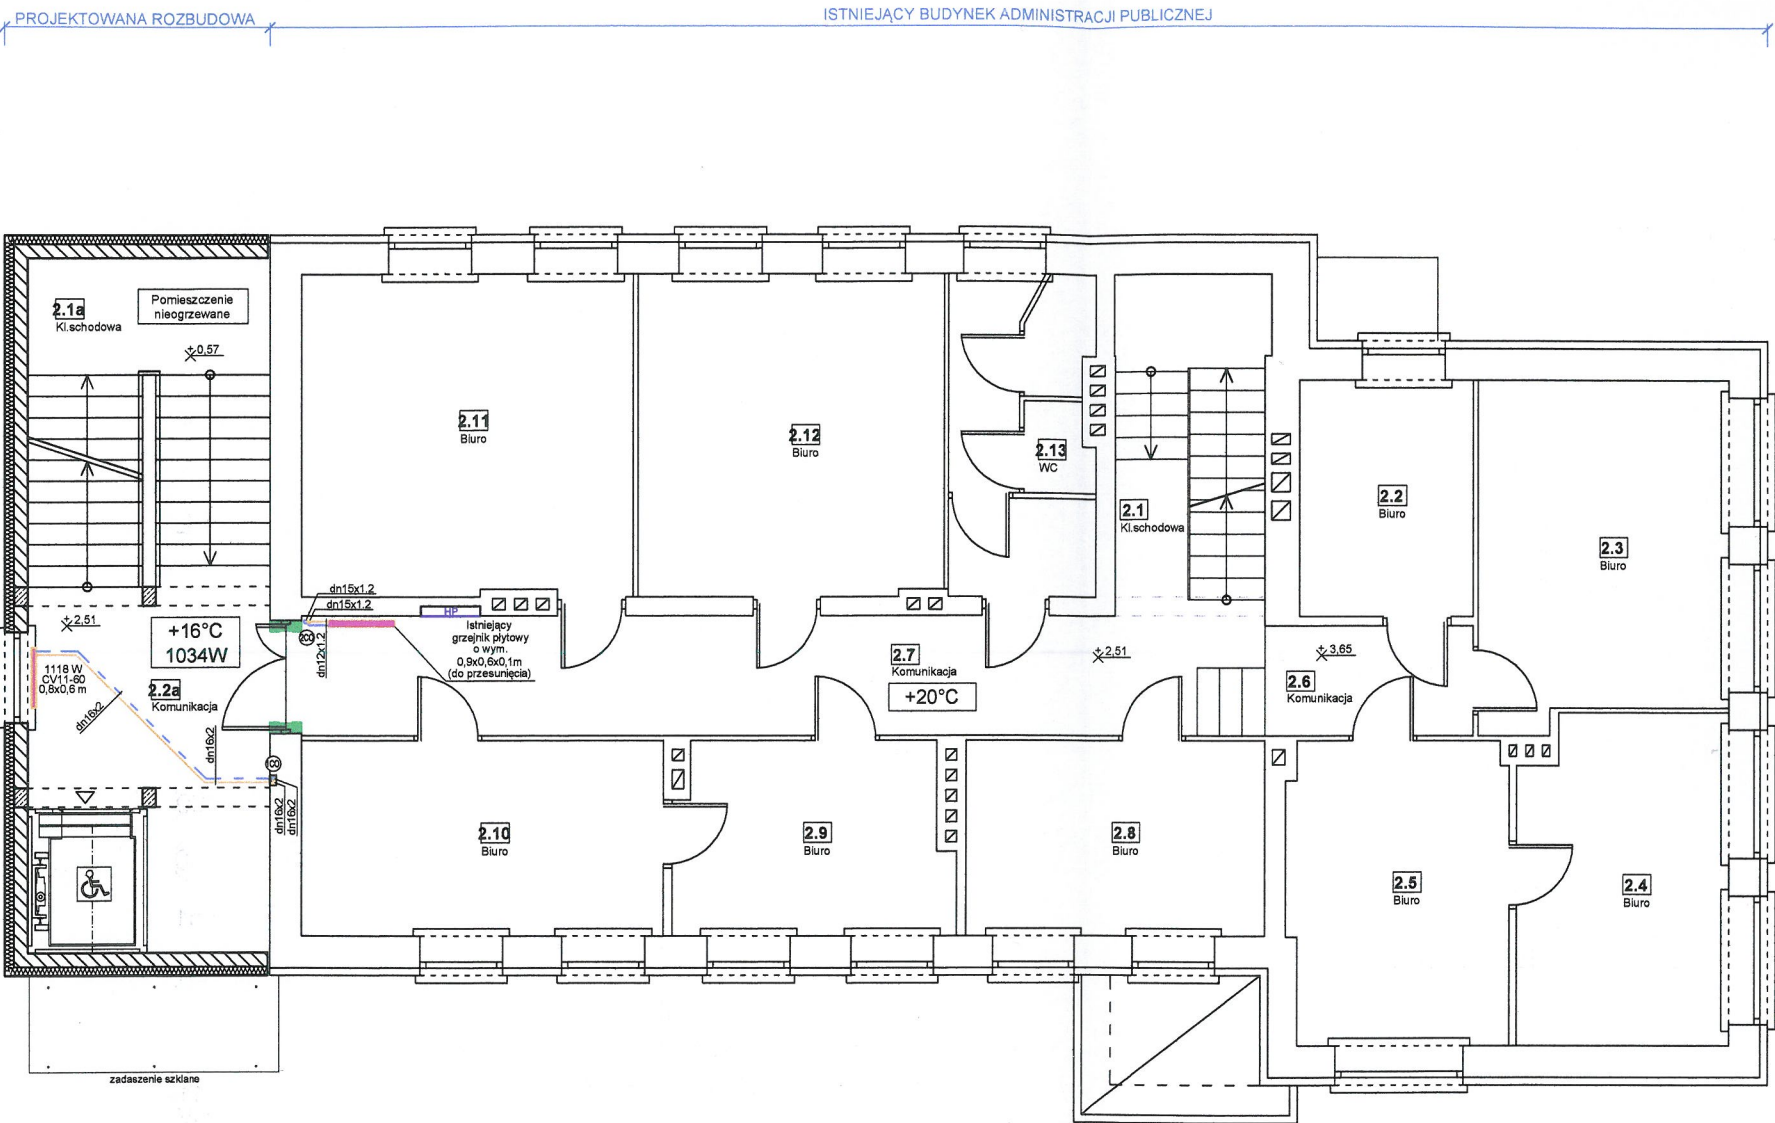 PROJEKTOWANA ROZBUDOWA
ISTNIEJĄCY BUDYNEK ADMINISTRACJI PUBLICZNEJ
2.1a
Kl.schodowa
Pomieszczenie
nieogrzewane
+0,57
2.11
Biuro
2.12
Biuro
2.13
WC
2.1
Kl.schodowa
2.2
Biuro
2.3
Biuro
dn15x1.2
dn15x1.2
HP
200
dn12x1.2
Istniejący
grzejnik płytowy
o wym.
0,9x0,6x0,1m
(do przesunięcia)
+2,51
+16°C
1034W
1118 W
CV11-60
0,8x0,6 m
2.2a
Komunikacja
dn16x2
dn16x2
2.7
Komunikacja
+20°C
+2,51
+3,65
2.6
Komunikacja
dn16x2
dn16x2
2.10
Biuro
2.9
Biuro
2.8
Biuro
2.5
Biuro
2.4
Biuro
zadaszenie szklane